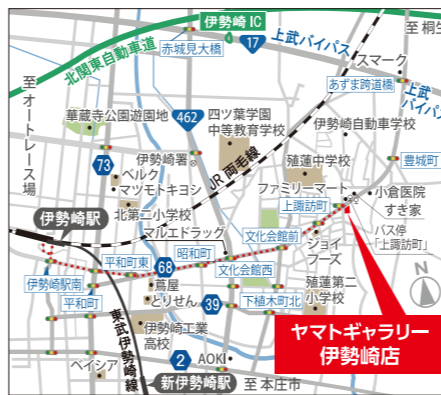 伊勢崎IC
至 桐生
北関東自動車道
赤城見大橋
17
上武バイパス
スマーク
あずま跨道橋
上武バイパス
至オートレース場
華蔵寺公園遊園地
462
四ツ葉学園
中等教育学校
伊勢崎自動車学校
JR両毛線
伊勢崎署
殖蓮中学校
豊城町
73
ベルク
マツモトキヨシ
ファミリーマート
小倉医院
上諏訪町
すき家
北第二小学校
伊勢崎駅
マルエドラッグ
バス停
「上諏訪町」
昭和町
文化会館前
ジョイ
フーズ
平和町東
68
文化会館西
伊勢崎駅南
蔦屋
殖蓮第二
小学校
平和町
とりせん
39
下植木町北
東武伊勢崎線
伊勢崎工業
高校
ヤマトギャラリー
伊勢崎店
2
AOKI
ベイシア
新伊勢崎駅
至 本庄市